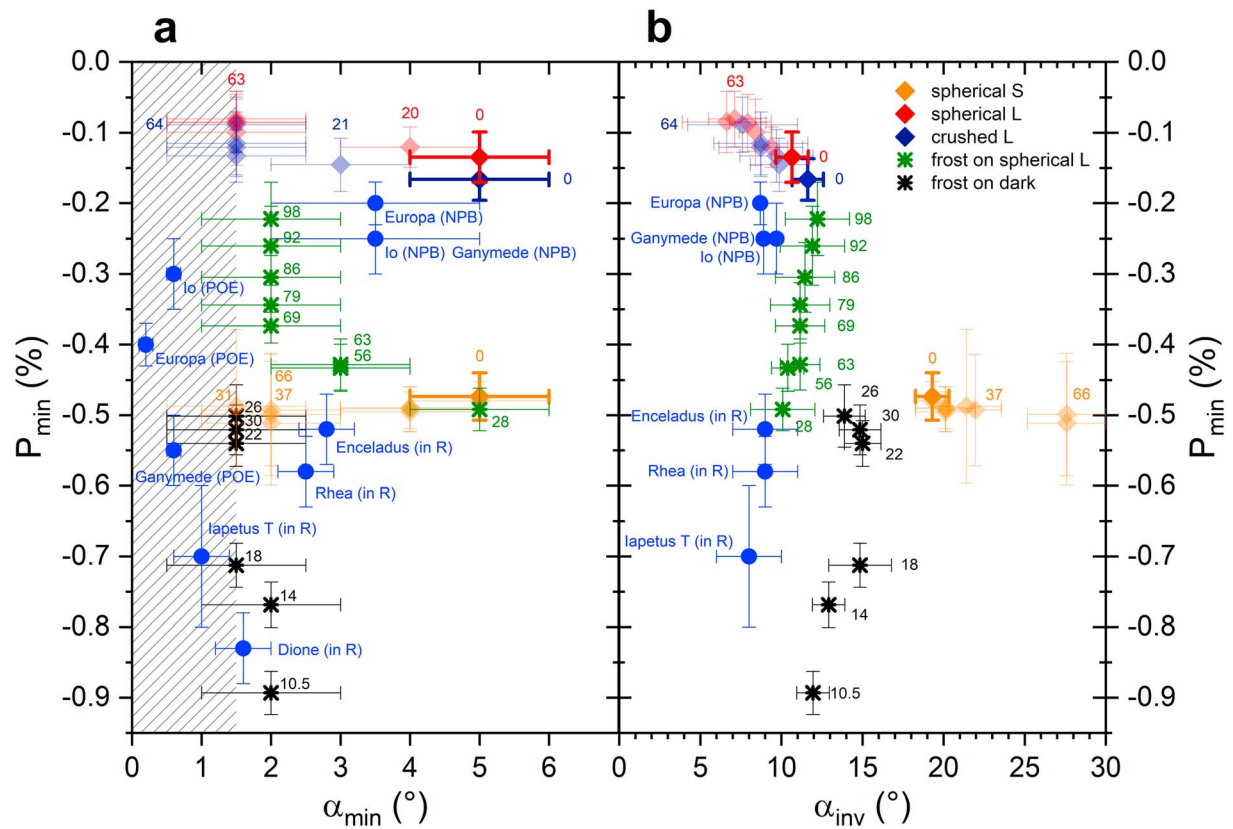 a
b
0.0
-0.1
-0.2
-0.3
-0.4
-0.5
-0.6
-0.7
-0.8
-0.9
Pmin (%)
63
64
21
20
0
0
98
92
86
79
69
63
56
0
66
31
37
28
26
30
22
18
14
10.5
Europa (NPB)
Io (NPB)
Ganymede (NPB)
Io (POE)
Europa (POE)
Enceladus (in R)
Ganymede (POE)
Rhea (in R)
Iapetus T (in R)
Dione (in R)
0
1
2
3
4
5
6
αmin (°)
63
64
0
0
spherical S
spherical L
crushed L
frost on spherical L
frost on dark
Europa (NPB)
Ganymede (NPB)
Io (NPB)
98
92
86
79
69
63
56
0
37
66
26
30
22
28
Enceladus (in R)
Rhea (in R)
Iapetus T (in R)
18
14
10.5
0
5
10
15
20
25
30
αinv (°)
0.0
-0.1
-0.2
-0.3
-0.4
-0.5
-0.6
-0.7
-0.8
-0.9
Pmin (%)